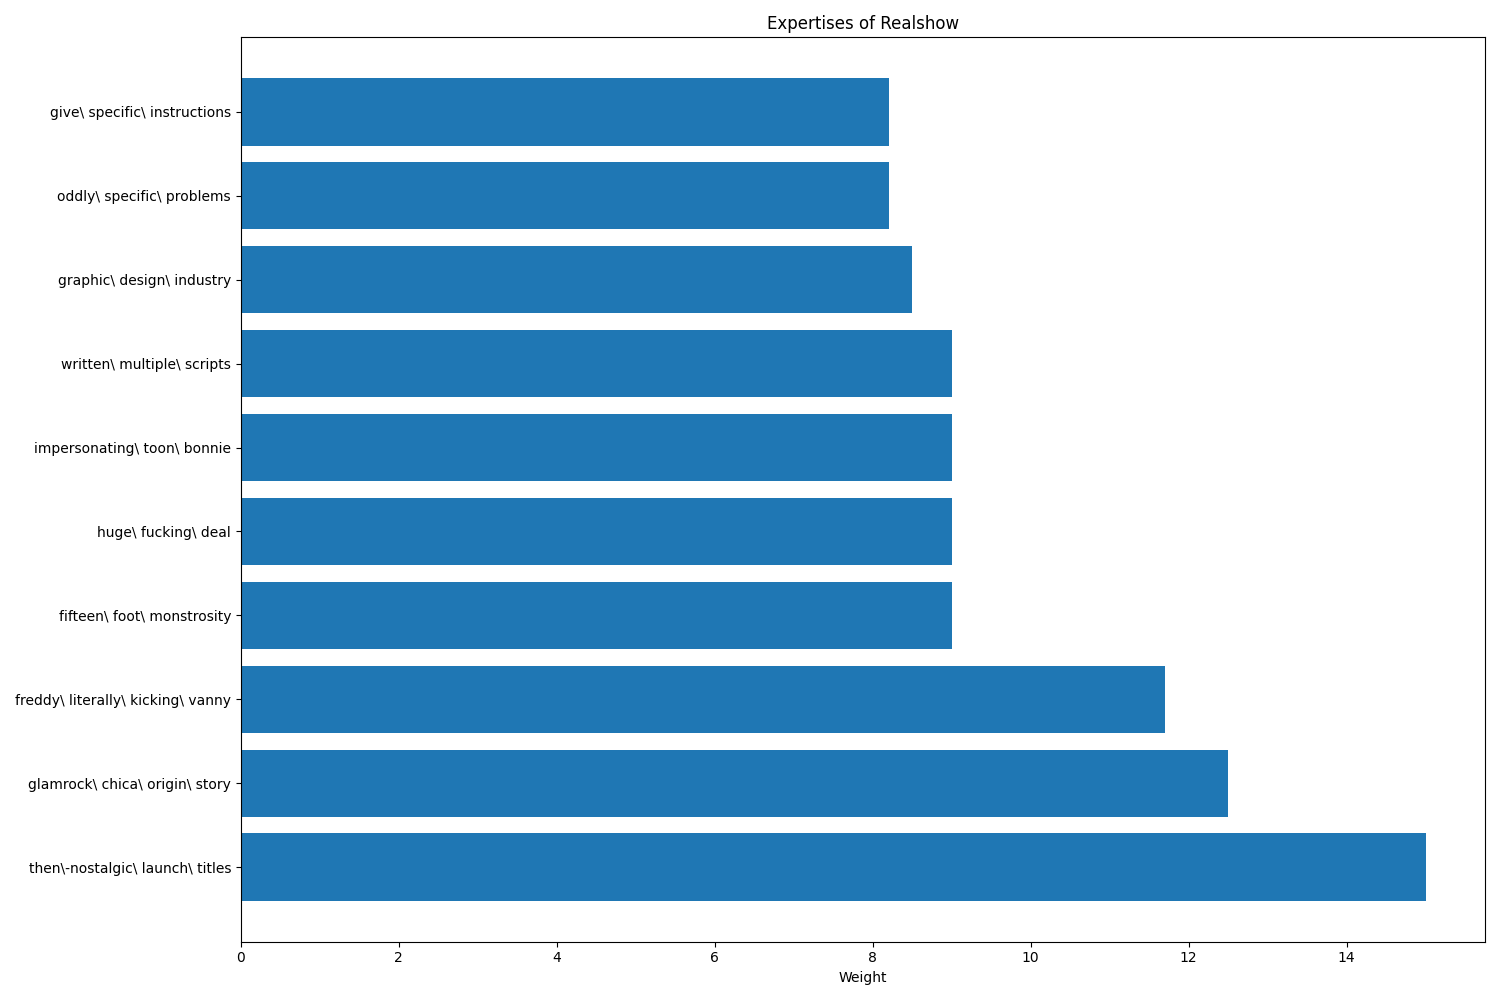 Expertises of Realshow
give\ specific\ instructions
oddly\ specific\ problems
graphic\ design\ industry
written\ multiple\ scripts
impersonating\ toon\ bonnie
huge\ fucking\ deal
fifteen\ foot\ monstrosity
freddy\ literally\ kicking\ vanny
glamrock\ chica\ origin\ story
then\-nostalgic\ launch\ titles
0 2 4 6 8 10 12 14
Weight